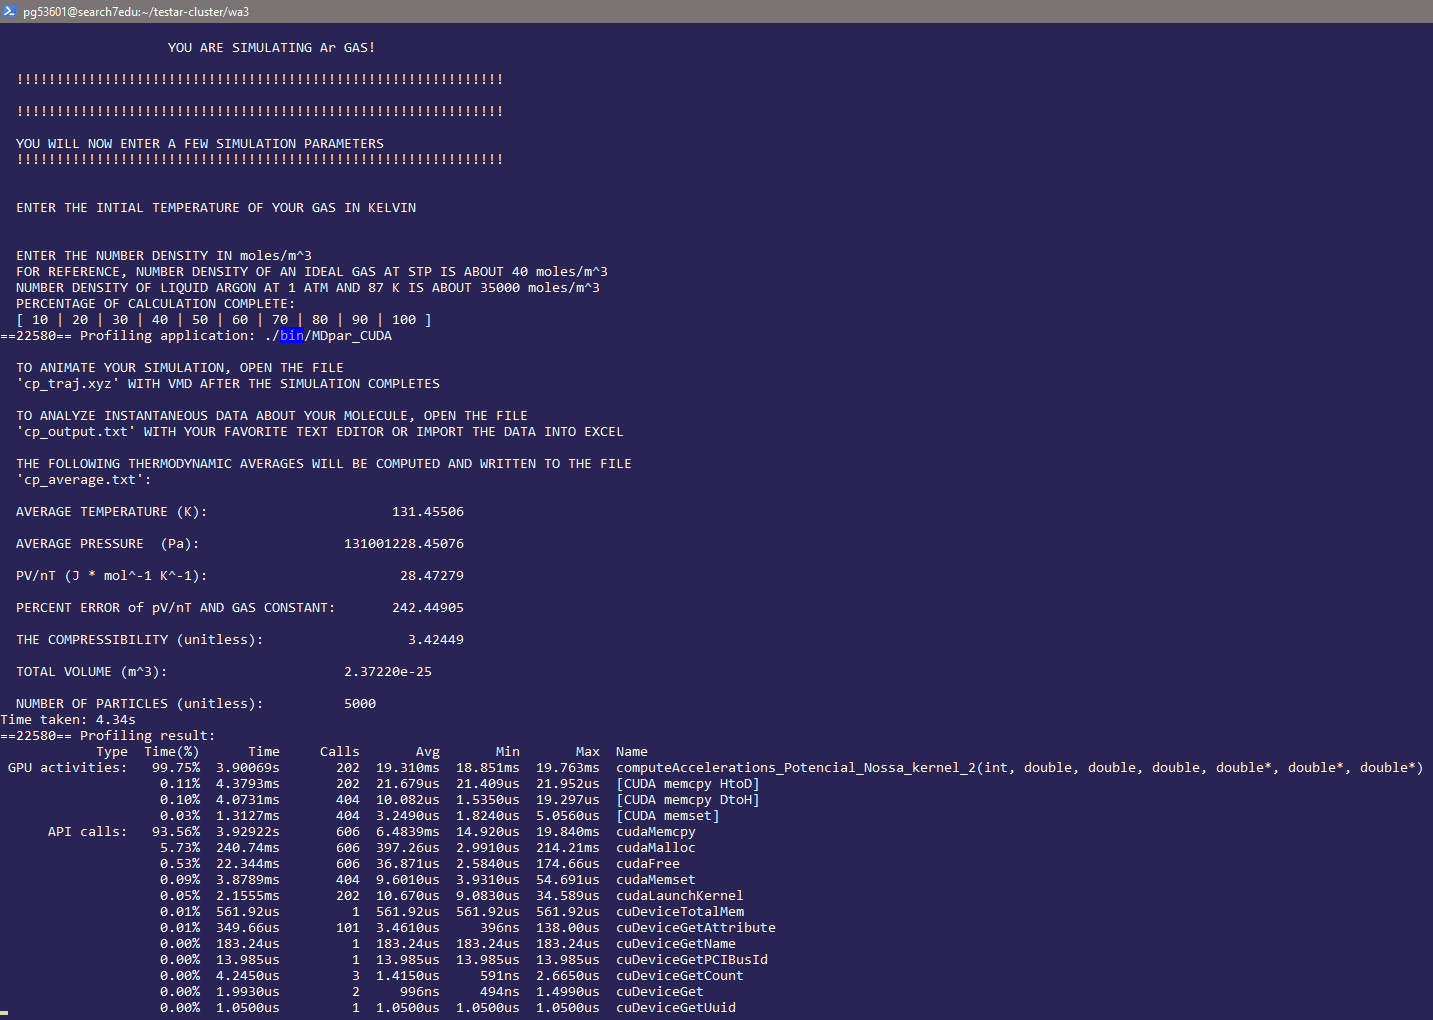 pg53601@search7edu:~/testar-cluster/wa3
YOU ARE SIMULATING Ar GAS!
!!!!!!!!!!!!!!!!!!!!!!!!!!!!!!!!!!!!!!!!!!!!!!!!!!!!!!!!!!!!!
!!!!!!!!!!!!!!!!!!!!!!!!!!!!!!!!!!!!!!!!!!!!!!!!!!!!!!!!!!!!!
YOU WILL NOW ENTER A FEW SIMULATION PARAMETERS
!!!!!!!!!!!!!!!!!!!!!!!!!!!!!!!!!!!!!!!!!!!!!!!!!!!!!!!!!!!!!
ENTER THE INTIAL TEMPERATURE OF YOUR GAS IN KELVIN
ENTER THE NUMBER DENSITY IN moles/m^3
FOR REFERENCE, NUMBER DENSITY OF AN IDEAL GAS AT STP IS ABOUT 40 moles/m^3
NUMBER DENSITY OF LIQUID ARGON AT 1 ATM AND 87 K IS ABOUT 35000 moles/m^3
PERCENTAGE OF CALCULATION COMPLETE:
[ 10 | 20 | 30 | 40 | 50 | 60 | 70 | 80 | 90 | 100 ]
==22580== Profiling application: ./bin/MDpar_CUDA
TO ANIMATE YOUR SIMULATION, OPEN THE FILE
'cp_traj.xyz' WITH VMD AFTER THE SIMULATION COMPLETES
TO ANALYZE INSTANTANEOUS DATA ABOUT YOUR MOLECULE, OPEN THE FILE
'cp_output.txt' WITH YOUR FAVORITE TEXT EDITOR OR IMPORT THE DATA INTO EXCEL
THE FOLLOWING THERMODYNAMIC AVERAGES WILL BE COMPUTED AND WRITTEN TO THE FILE
'cp_average.txt':
AVERAGE TEMPERATURE (K): 131.45506
AVERAGE PRESSURE (Pa): 131001228.45076
PV/nT (J * mol^-1 K^-1): 28.47279
PERCENT ERROR of pV/nT AND GAS CONSTANT: 242.44905
THE COMPRESSIBILITY (unitless): 3.42449
TOTAL VOLUME (m^3): 2.37220e-25
NUMBER OF PARTICLES (unitless): 5000
Time taken: 4.34s
==22580== Profiling result:
Type Time(%) Time Calls Avg Min Max Name
GPU activities: 99.75% 3.90069s 202 19.310ms 18.851ms 19.763ms computeAccelerations_Potencial_Nossa_kernel_2(int, double, double, double, double*, double*, double*)
0.11% 4.3793ms 202 21.679us 21.409us 21.952us [CUDA memcpy HtoD]
0.10% 4.0731ms 404 10.082us 1.5350us 19.297us [CUDA memcpy DtoH]
0.03% 1.3127ms 404 3.2490us 1.8240us 5.0560us [CUDA memset]
API calls: 93.56% 3.92922s 606 6.4839ms 14.920us 19.840ms cudaMemcpy
5.73% 240.74ms 606 397.26us 2.9910us 214.21ms cudaMalloc
0.53% 22.344ms 606 36.871us 2.5840us 174.66us cudaFree
0.09% 3.8789ms 404 9.6010us 3.9310us 54.691us cudaMemset
0.05% 2.1555ms 202 10.670us 9.0830us 34.589us cudaLaunchKernel
0.01% 561.92us 1 561.92us 561.92us 561.92us cuDeviceTotalMem
0.01% 349.66us 101 3.4610us 396ns 138.00us cuDeviceGetAttribute
0.00% 183.24us 1 183.24us 183.24us 183.24us cuDeviceGetName
0.00% 13.985us 1 13.985us 13.985us 13.985us cuDeviceGetPCIBusId
0.00% 4.2450us 3 1.4150us 591ns 2.6650us cuDeviceGetCount
0.00% 1.9930us 2 996ns 494ns 1.4990us cuDeviceGet
0.00% 1.0500us 1 1.0500us 1.0500us 1.0500us cuDeviceGetUuid